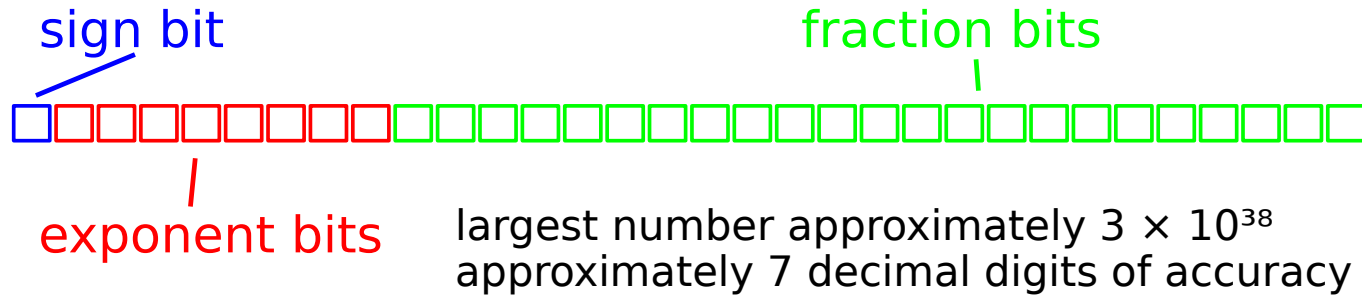 sign bit
fraction bits
exponent bits
largest number approximately 3 × 10³⁸
approximately 7 decimal digits of accuracy